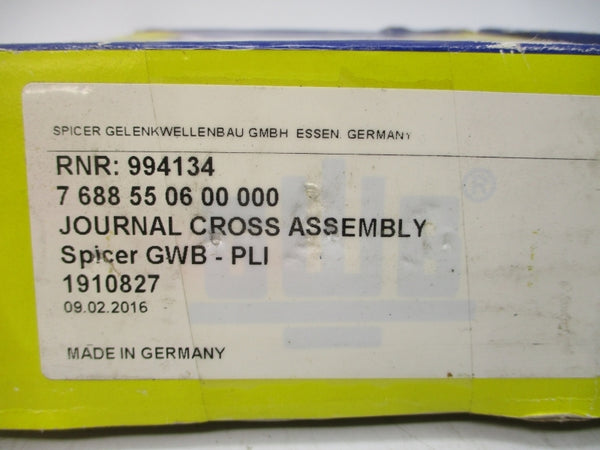 SPICER GELENKWELLENBAU GMBH ESSEN. GERMANY
RNR: 994134
7 688 55 06 00 000
JOURNAL CROSS ASSEMBLY
Spicer GWB - PLI
1910827
09.02.2016
MADE IN GERMANY